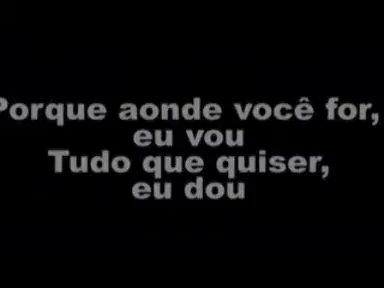 Porque aonde você for,
eu vou
Tudo que quiser,
eu dou